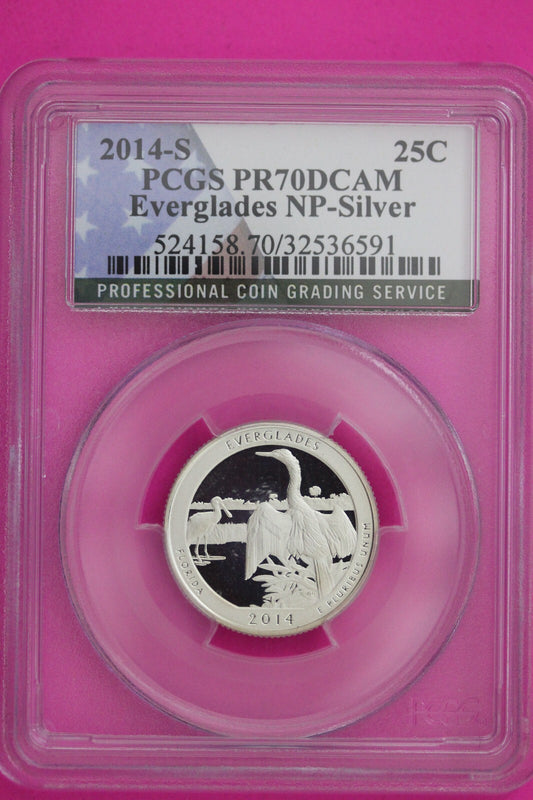 2014-S 25C
PCGS PR70DCAM
Everglades NP-Silver
524158.70/32536591
PROFESSIONAL COIN GRADING SERVICE
EVERGLADES
FLORIDA
E PLURIBUS UNUM
2014
PCGS